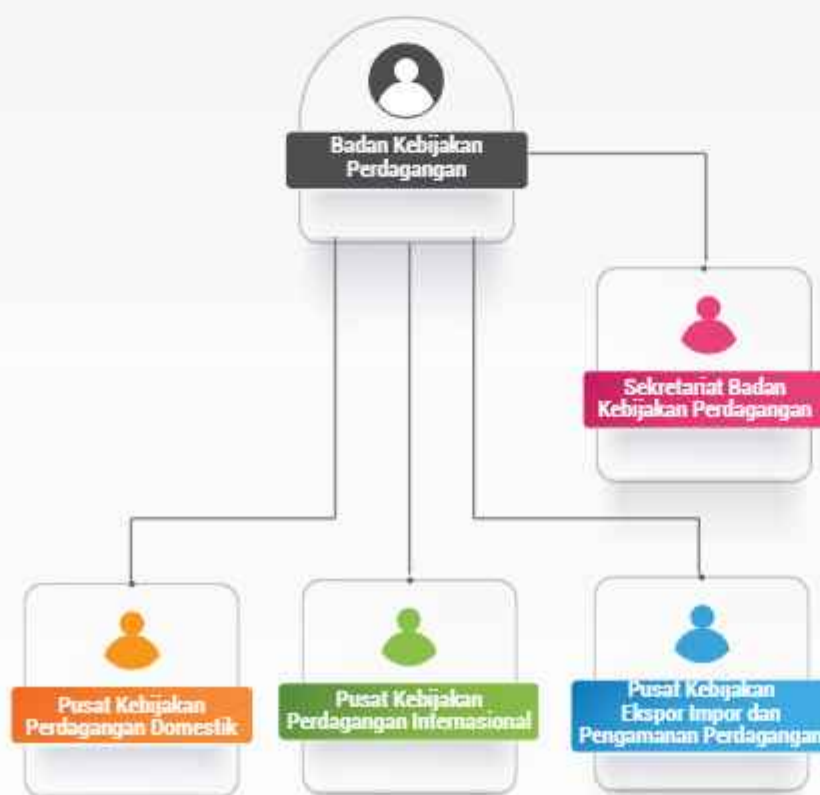 Badan Kebijakan
Perdagangan
Sekretariat Badan
Kebijakan Perdagangan
Pusat Kebijakan
Perdagangan Domestik
Pusat Kebijakan
Perdagangan Internasional
Pusat Kebijakan
Ekspor Impor dan
Pengamanan Perdagangan